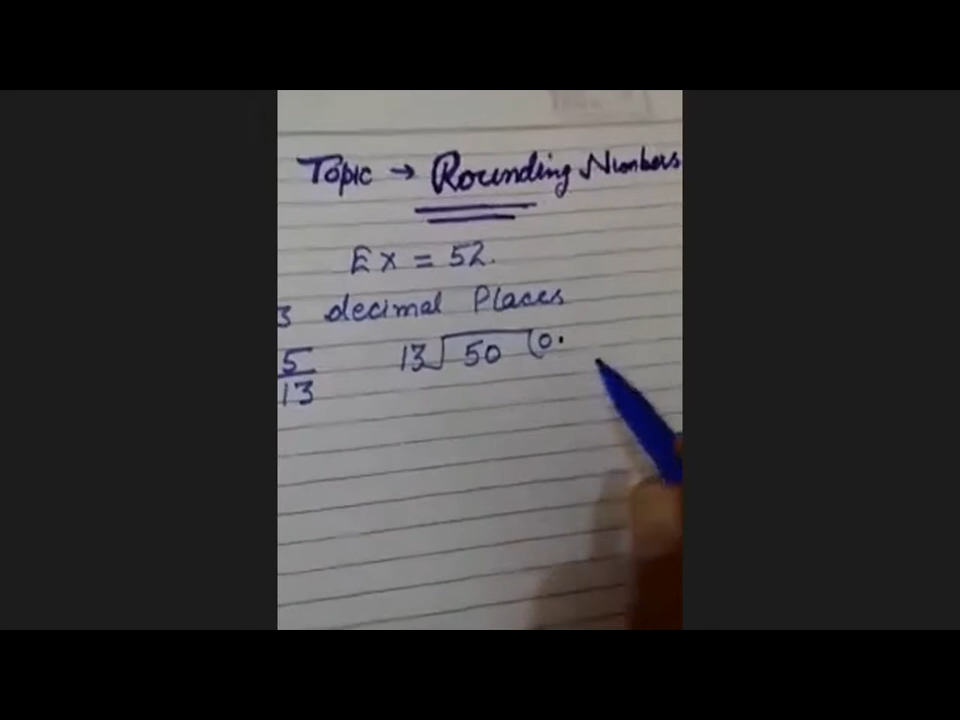 Topic → Rounding Numbers
Ex = 52.
3 decimal Places
5/13 13√50 (0.